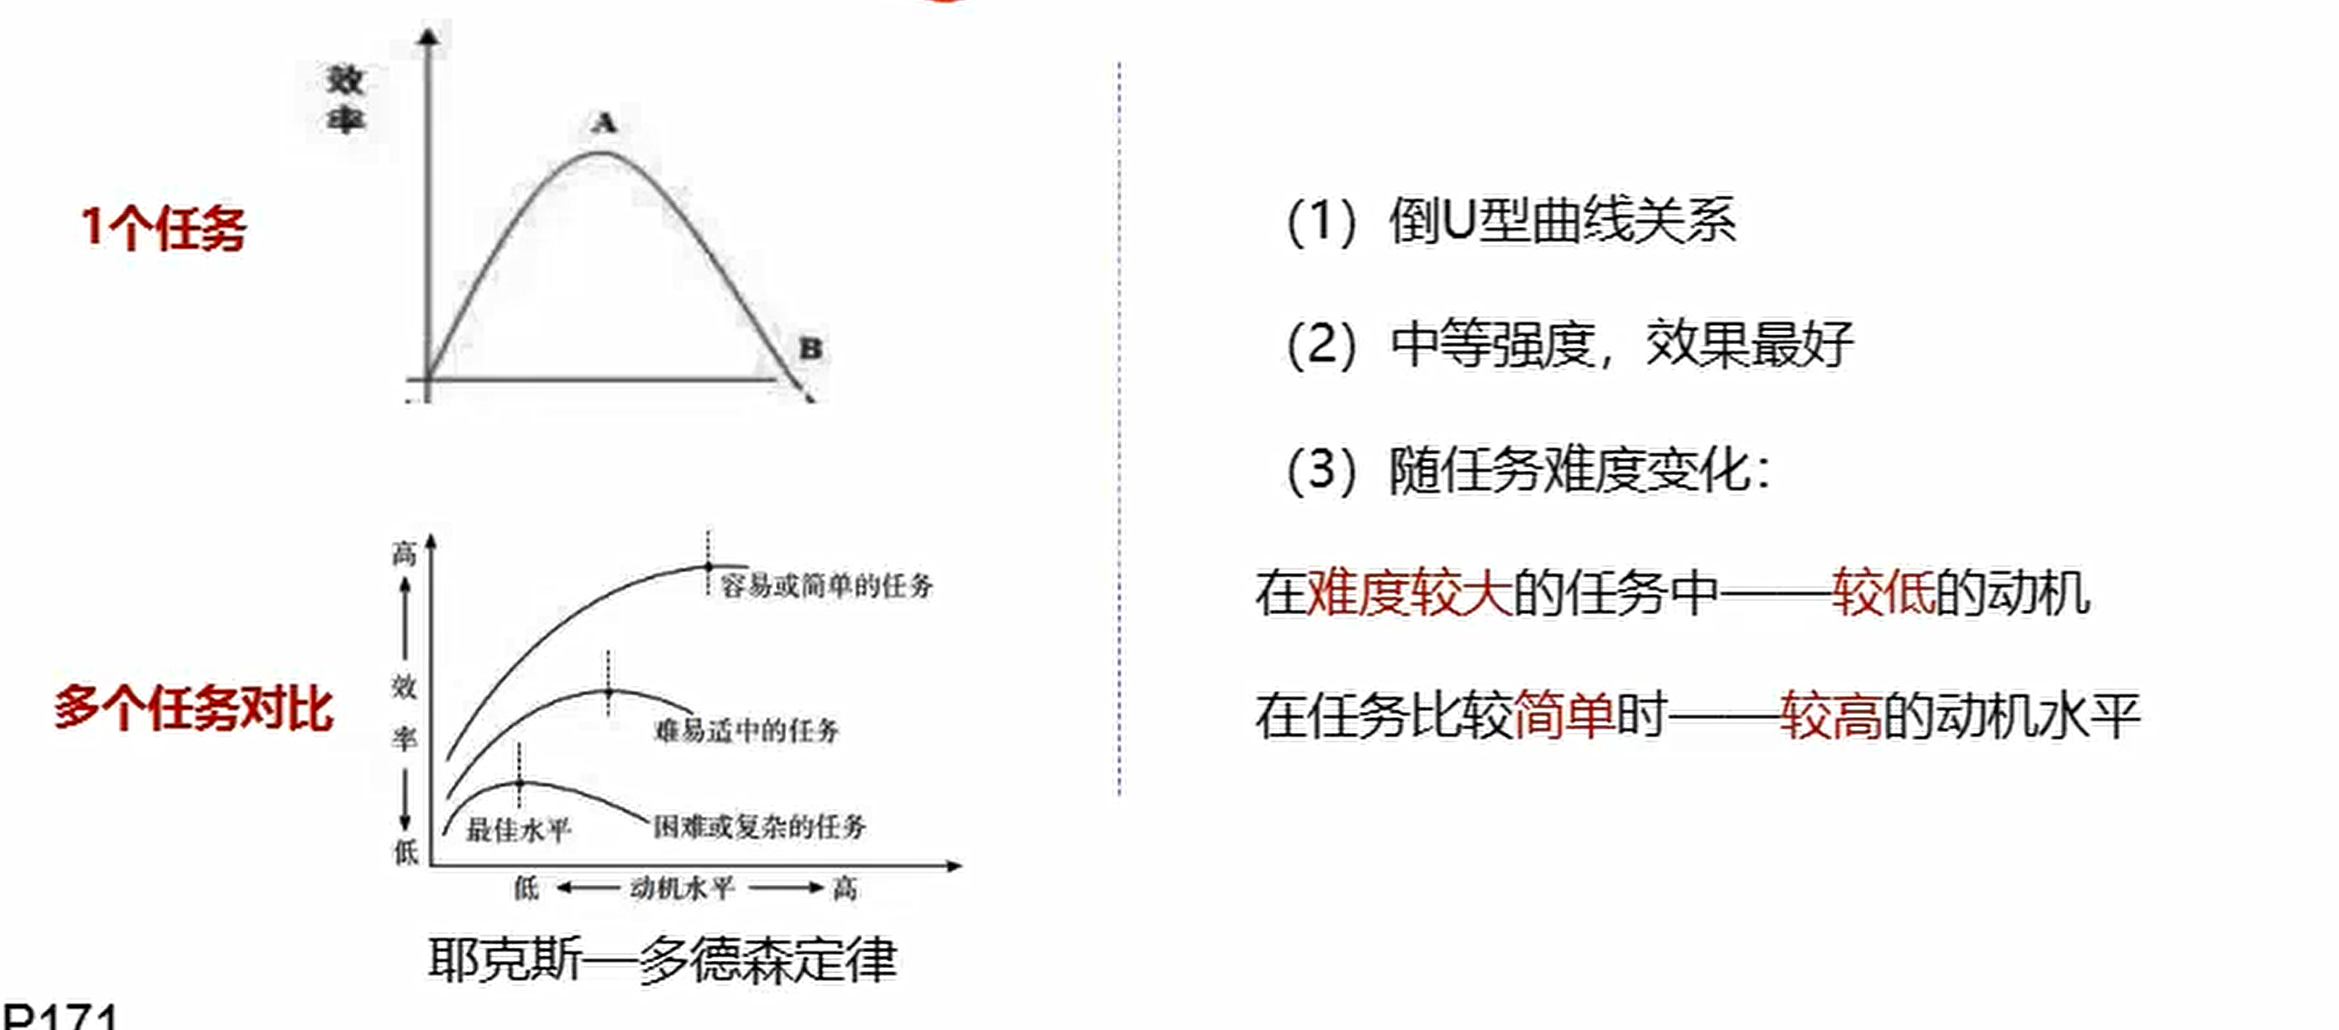 效率
A
1个任务
B
高
容易或简单的任务
效率
难易适中的任务
多个任务对比
最佳水平
困难或复杂的任务
低
低 动机水平 高
耶克斯—多德森定律
P171
（1）倒U型曲线关系
（2）中等强度，效果最好
（3）随任务难度变化：
在难度较大的任务中——较低的动机
在任务比较简单时——较高的动机水平